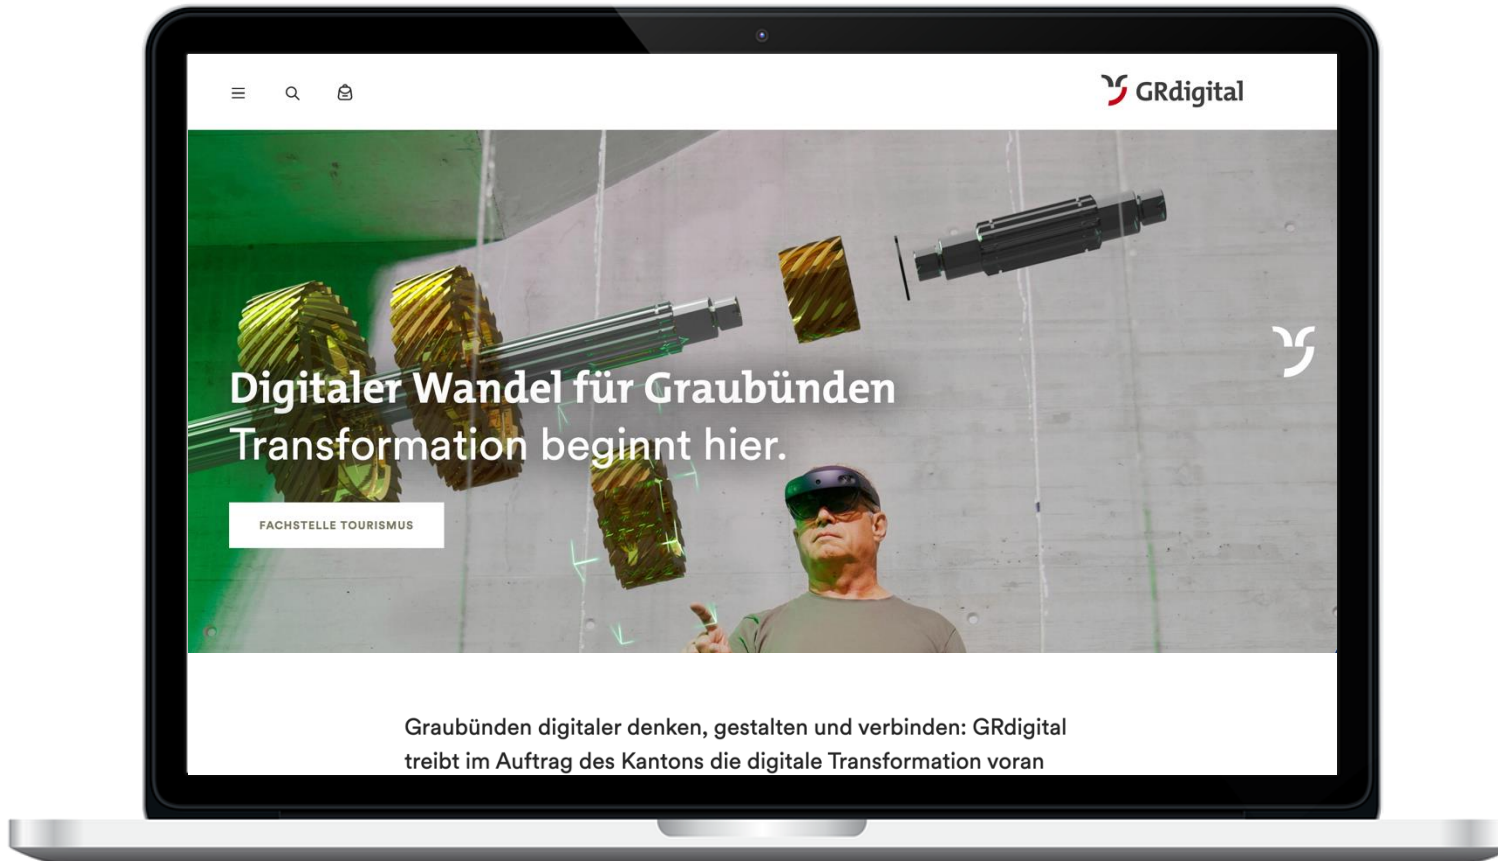 GRdigital
Digitaler Wandel für Graubünden
Transformation beginnt hier.
FACHSTELLE TOURISMUS
Graubünden digitaler denken, gestalten und verbinden: GRdigital
treibt im Auftrag des Kantons die digitale Transformation voran